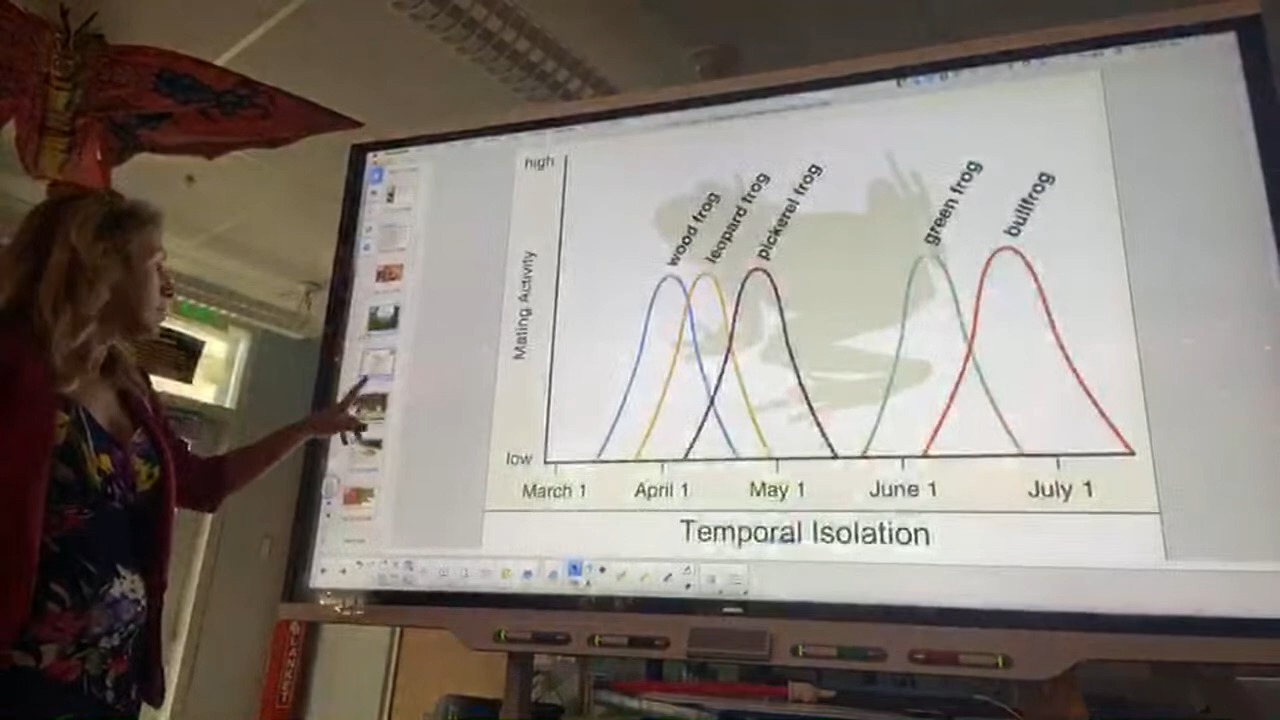 high
wood frog
leopard frog
pickerel frog
green frog
bullfrog
Mating Activity
low
March 1
April 1
May 1
June 1
July 1
Temporal Isolation